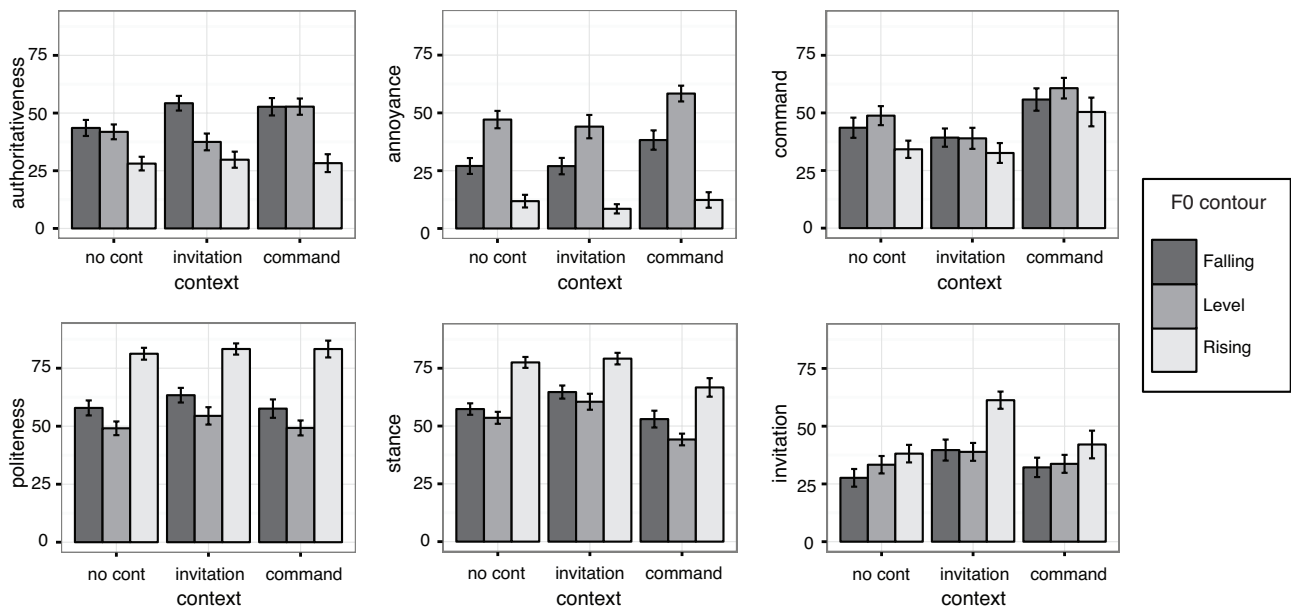 authoritativeness
75
50
25
0
no cont invitation command
context
annoyance
75
50
25
0
no cont invitation command
context
command
75
50
25
0
no cont invitation command
context
F0 contour
Falling
Level
Rising
politeness
75
50
25
0
no cont invitation command
context
stance
75
50
25
0
no cont invitation command
context
invitation
75
50
25
0
no cont invitation command
context